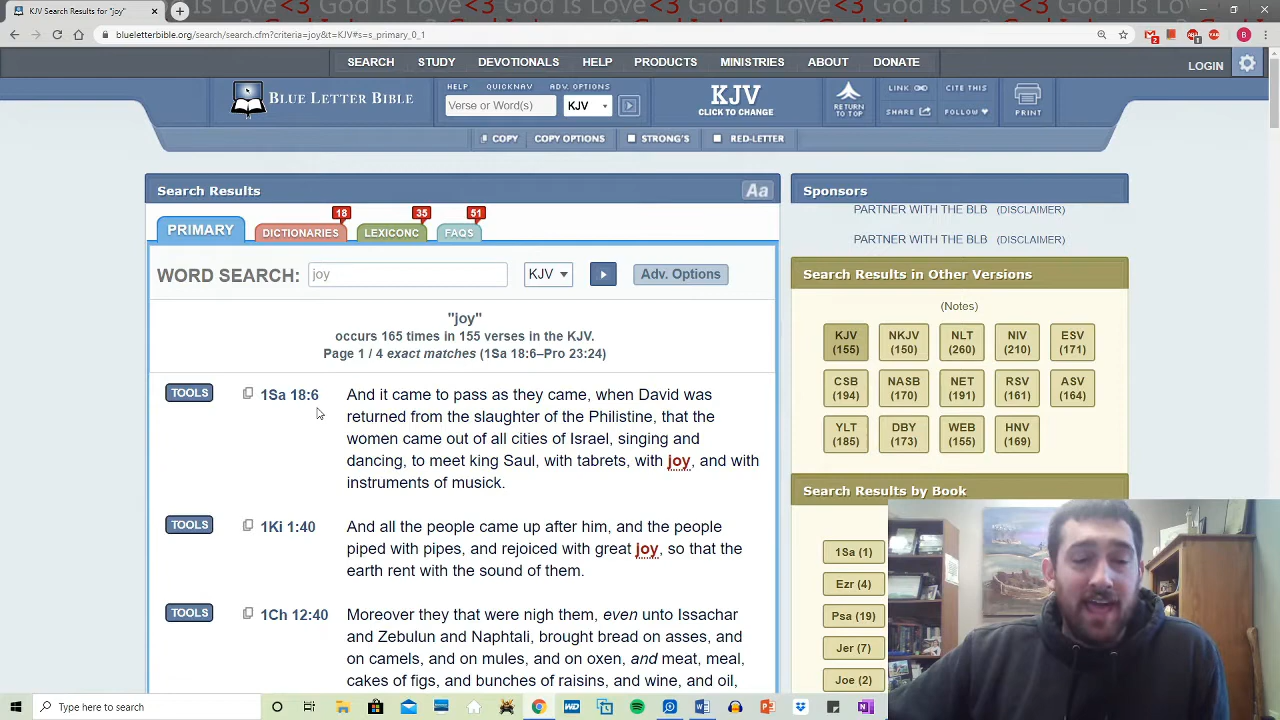 God is Love<3 God is Love<3 God is Love<3
KJV Search Results for "joy"
blueletterbible.org/search/search.cfm?criteria=joy&t=KJV#s=s_primary_0_1
2
1
B
SEARCH STUDY DEVOTIONALS HELP PRODUCTS MINISTRIES ABOUT DONATE
LOGIN
BLUE LETTER BIBLE
HELP QUICKNAV ADV. OPTIONS
Verse or Word(s) KJV
KJV
CLICK TO CHANGE
RETURN
TO TOP
LINK CITE THIS
SHARE FOLLOW
PRINT
COPY COPY OPTIONS STRONG'S RED-LETTER
Search Results Aa
18 35 51
PRIMARY DICTIONARIES LEXICONC FAQS
WORD SEARCH: joy KJV Adv. Options
"joy"
occurs 165 times in 155 verses in the KJV.
Page 1 / 4 exact matches (1Sa 18:6–Pro 23:24)
TOOLS 1Sa 18:6 And it came to pass as they came, when David was
returned from the slaughter of the Philistine, that the
women came out of all cities of Israel, singing and
dancing, to meet king Saul, with tabrets, with joy, and with
instruments of musick.
TOOLS 1Ki 1:40 And all the people came up after him, and the people
piped with pipes, and rejoiced with great joy, so that the
earth rent with the sound of them.
TOOLS 1Ch 12:40 Moreover they that were nigh them, even unto Issachar
and Zebulun and Naphtali, brought bread on asses, and
on camels, and on mules, and on oxen, and meat, meal,
cakes of figs, and bunches of raisins, and wine, and oil,
Sponsors
PARTNER WITH THE BLB (DISCLAIMER)
PARTNER WITH THE BLB (DISCLAIMER)
Search Results in Other Versions
(Notes)
KJV NKJV NLT NIV ESV
(155) (150) (260) (210) (171)
CSB NASB NET RSV ASV
(194) (170) (191) (161) (164)
YLT DBY WEB HNV
(185) (173) (155) (169)
Search Results by Book
1Sa (1)
Ezr (4)
Psa (19)
Jer (7)
Joe (2)
Type here to search